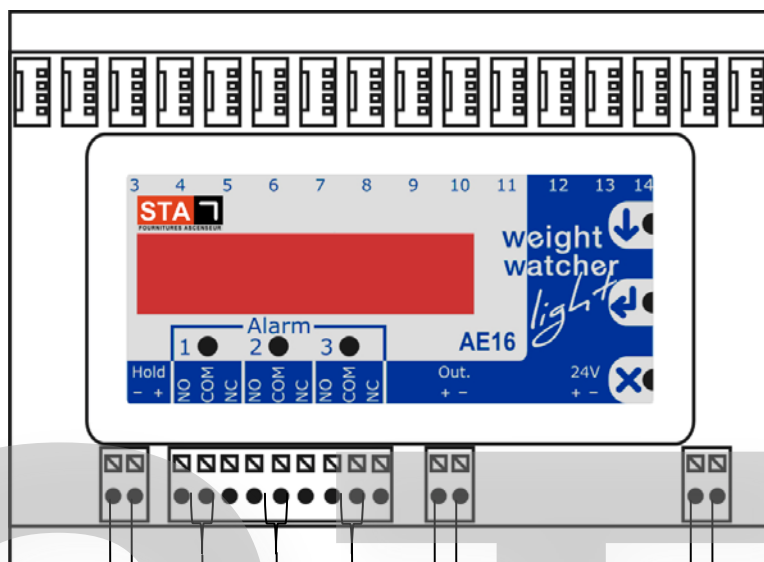 3 4 5 6 7 8 9 10 11 12 13 14
STA
FOURNITURES ASCENSEUR
weight
watcher
light
Alarm
1 2 3
AE16
Hold
NO COM NC NO COM NC NO COM NC
Out.
24V
− +
+ −
+ −